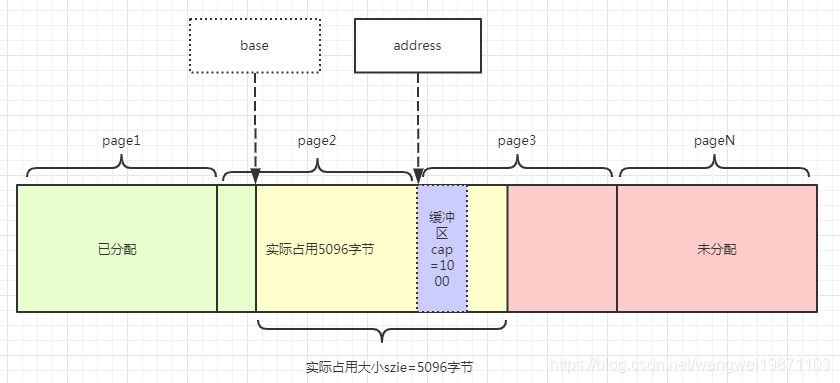 base
address
page1
page2
page3
pageN
已分配
实际占用5096字节
缓冲
区
cap
=10
00
未分配
实际占用大小szie=5096字节
https://blog.csdn.net/wangwei19871103